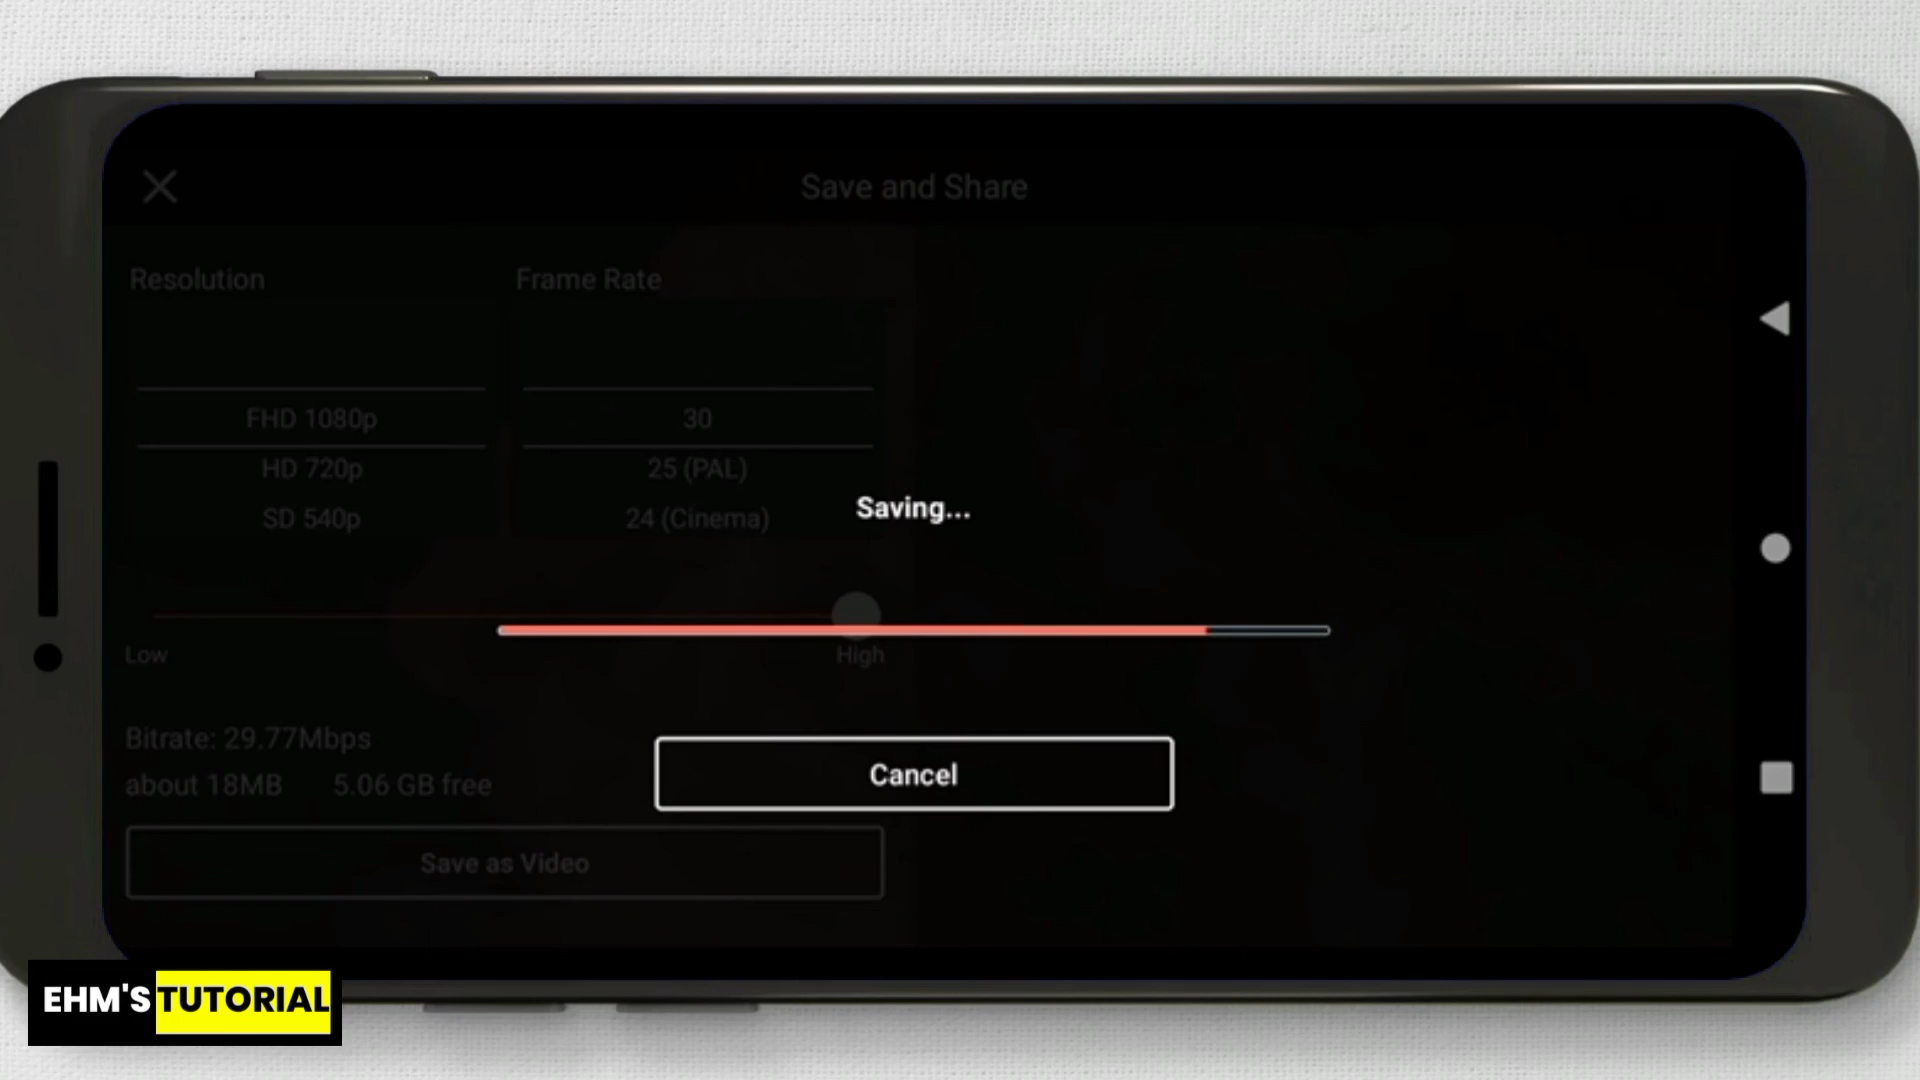 Save and Share
Resolution
Frame Rate
FHD 1080p
30
HD 720p
25 (PAL)
SD 540p
24 (Cinema)
Saving...
Low
High
Bitrate: 29.77Mbps
about 18MB
5.06 GB free
Cancel
Save as Video
EHM'S TUTORIAL